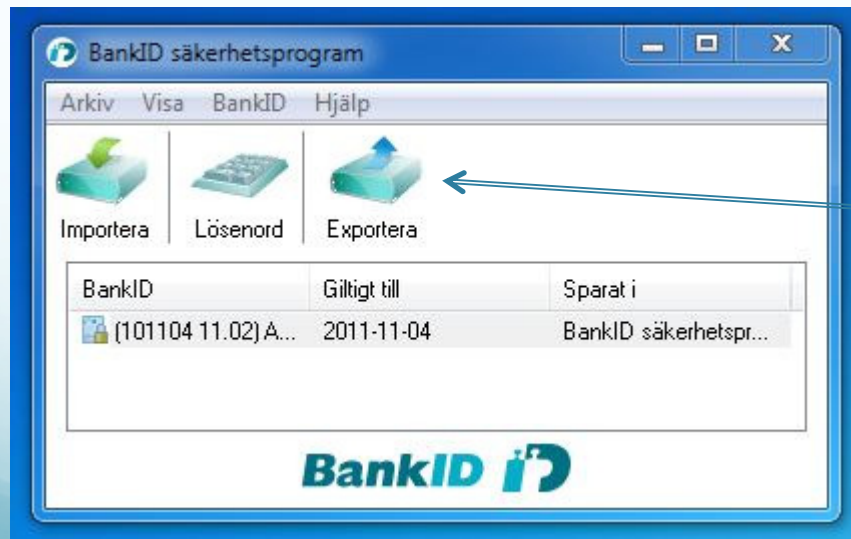 BankID säkerhetsprogram
Arkiv Visa BankID Hjälp
Importera Lösenord Exportera
BankID Giltigt till Sparat i
(101104 11.02) A... 2011-11-04 BankID säkerhetspr...
BankID